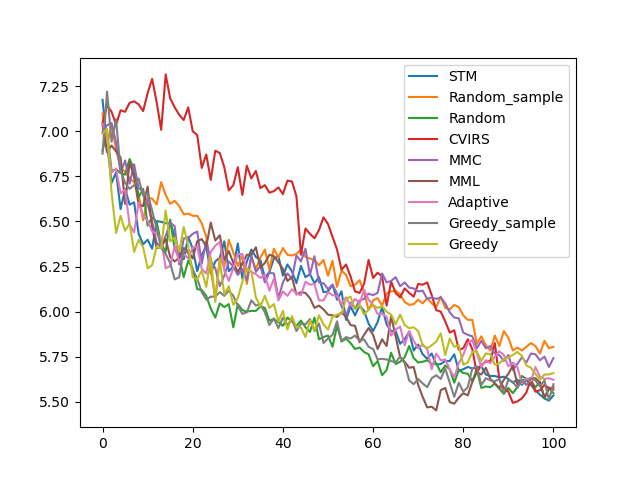 7.25
7.00
6.75
6.50
6.25
6.00
5.75
5.50
0 20 40 60 80 100
STM
Random_sample
Random
CVIRS
MMC
MML
Adaptive
Greedy_sample
Greedy